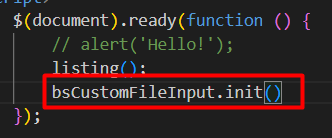 $(document).ready(function () {
// alert('Hello!');
listing();
bsCustomFileInput.init()
});